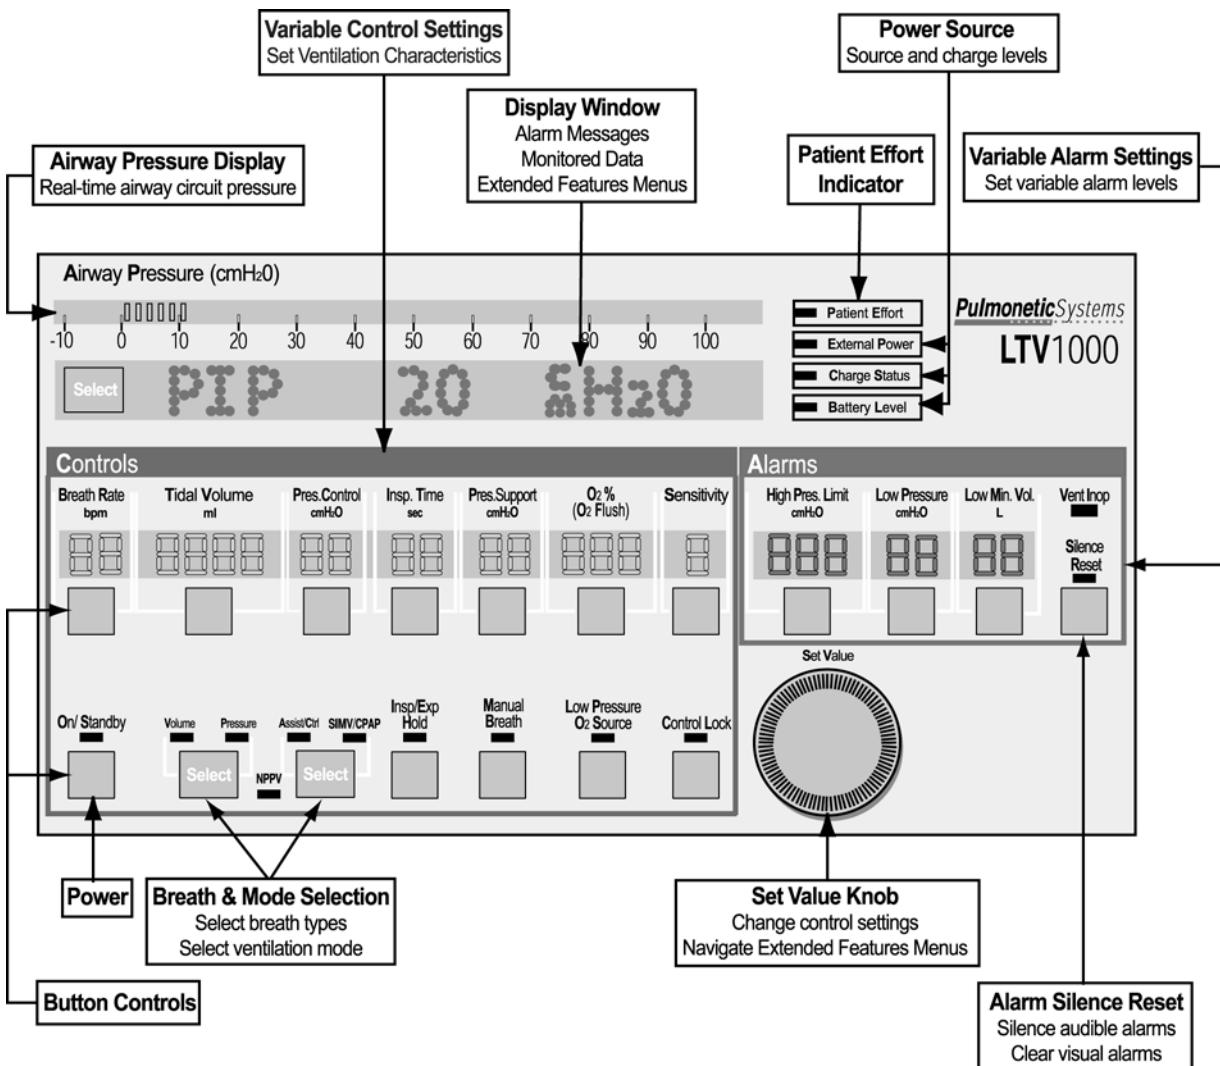 Variable Control Settings
Set Ventilation Characteristics
Power Source
Source and charge levels
Display Window
Alarm Messages
Monitored Data
Extended Features Menus
Airway Pressure Display
Real-time airway circuit pressure
Patient Effort
Indicator
Variable Alarm Settings
Set variable alarm levels
Airway Pressure (cmH20)
-10 0 10 20 30 40 50 60 70 80 90 100
Select PIP 20 cmH2O
Patient Effort
External Power
Charge Status
Battery Level
PulmoneticSystems
LTV1000
Controls
Breath Rate
bpm
Tidal Volume
ml
Pres.Control
cmH2O
Insp. Time
sec
Pres.Support
cmH2O
O2 %
(O2 Flush)
Sensitivity
Alarms
High Pres. Limit
cmH2O
Low Pressure
cmH2O
Low Min. Vol.
L
Vent Inop
Silence
Reset
Set Value
On/ Standby
Volume
Pressure
Select
NPPV
Assist/Ctrl
SIMV/CPAP
Select
Insp/Exp
Hold
Manual
Breath
Low Pressure
O2 Source
Control Lock
Power
Breath & Mode Selection
Select breath types
Select ventilation mode
Set Value Knob
Change control settings
Navigate Extended Features Menus
Button Controls
Alarm Silence Reset
Silence audible alarms
Clear visual alarms